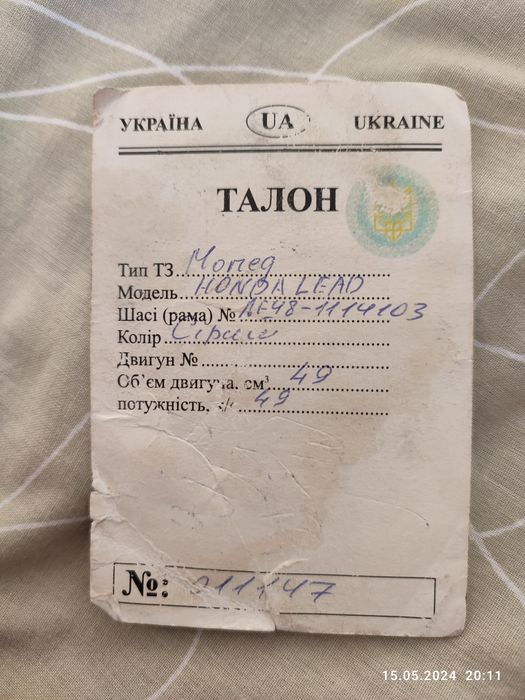 УКРАЇНА UA UKRAINE
ТАЛОН
Тип ТЗ Мопед
Модель HONDA LEAD
Шасі (рама) № AF48-1114103
Колір Сірий
Двигун №
Об'єм двигуна, см³ 49
потужність, 49
№: 011147
15.05.2024 20:11